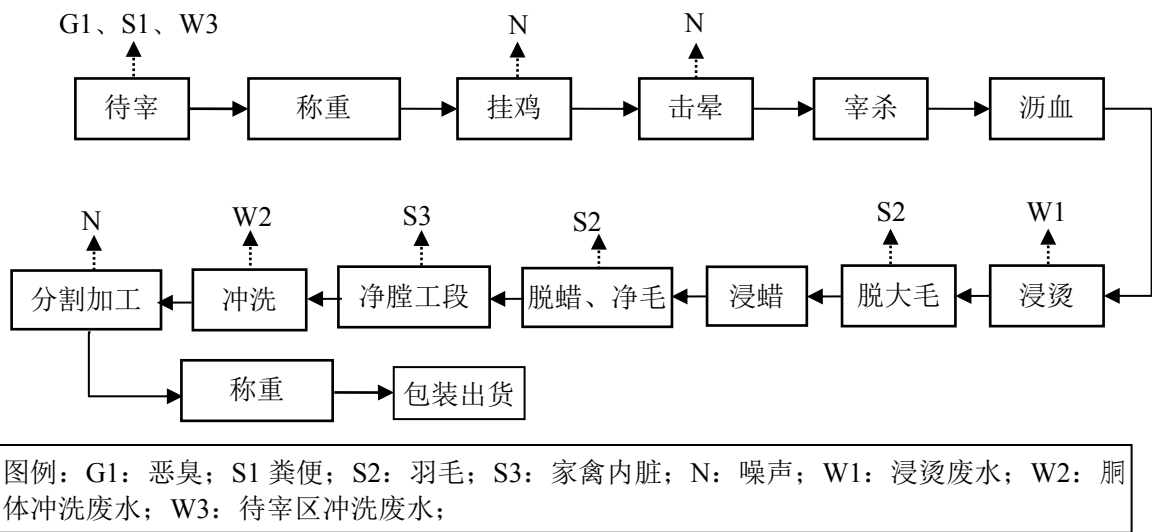 G1、S1、W3
N
N
待宰
称重
挂鸡
击晕
宰杀
沥血
N
W2
S3
S2
S2
W1
分割加工
冲洗
净膛工段
脱蜡、净毛
浸蜡
脱大毛
浸烫
称重
包装出货
图例：G1：恶臭；S1 粪便；S2：羽毛；S3：家禽内脏；N：噪声；W1：浸烫废水；W2：胴
体冲洗废水；W3：待宰区冲洗废水；